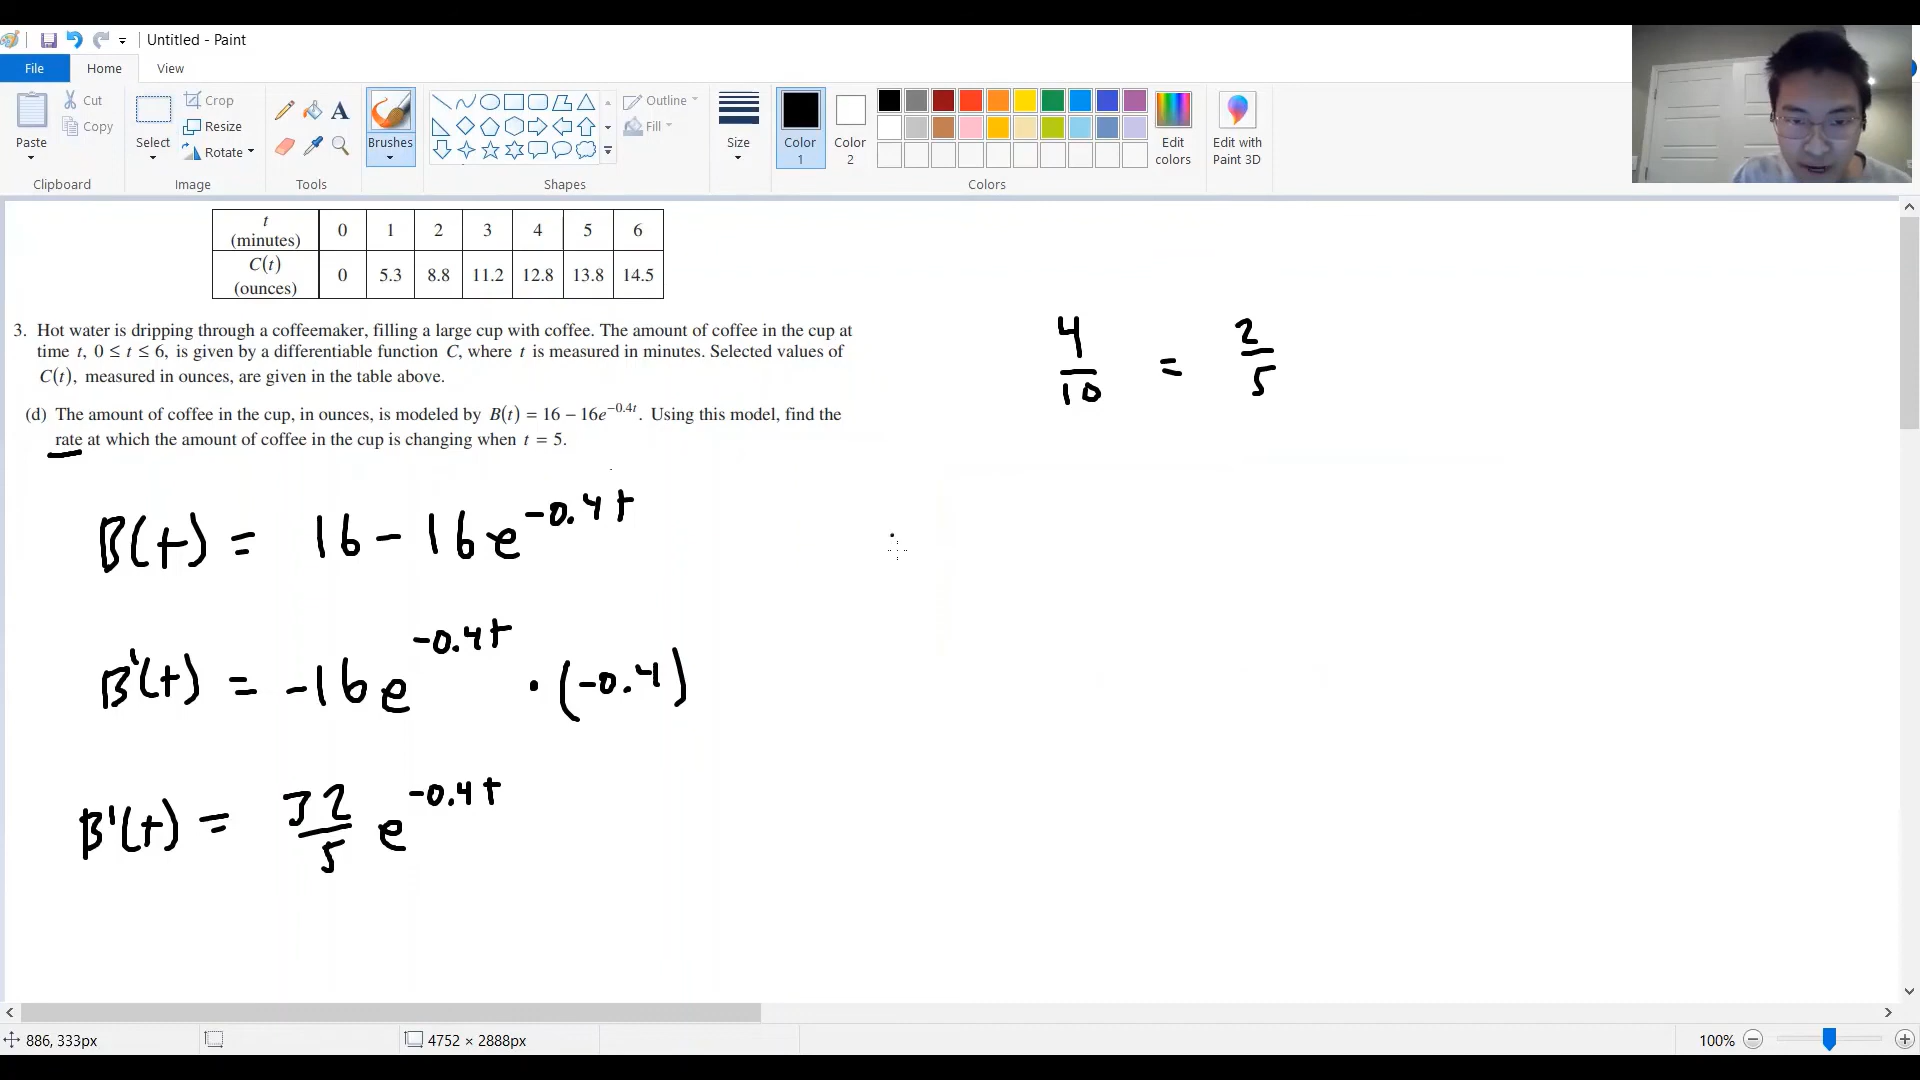 Untitled - Paint
File Home View
Paste
Cut
Copy
Clipboard
Select
Crop
Resize
Rotate
Image
Tools
Brushes
Outline
Fill
Shapes
Size
Color 1
Color 2
Edit colors
Edit with Paint 3D
Colors
t (minutes) 0 1 2 3 4 5 6
C(t) (ounces) 0 5.3 8.8 11.2 12.8 13.8 14.5
3. Hot water is dripping through a coffeemaker, filling a large cup with coffee. The amount of coffee in the cup at
time t, 0 ≤ t ≤ 6, is given by a differentiable function C, where t is measured in minutes. Selected values of
C(t), measured in ounces, are given in the table above.
(d) The amount of coffee in the cup, in ounces, is modeled by B(t) = 16 − 16e^{−0.4t}. Using this model, find the
rate at which the amount of coffee in the cup is changing when t = 5.
4/10 = 2/5
B(t) = 16 - 16e^{-0.4t}
B'(t) = -16e^{-0.4t} · (-0.4)
B'(t) = 32/5 e^{-0.4t}
886, 333px
4752 × 2888px
100%